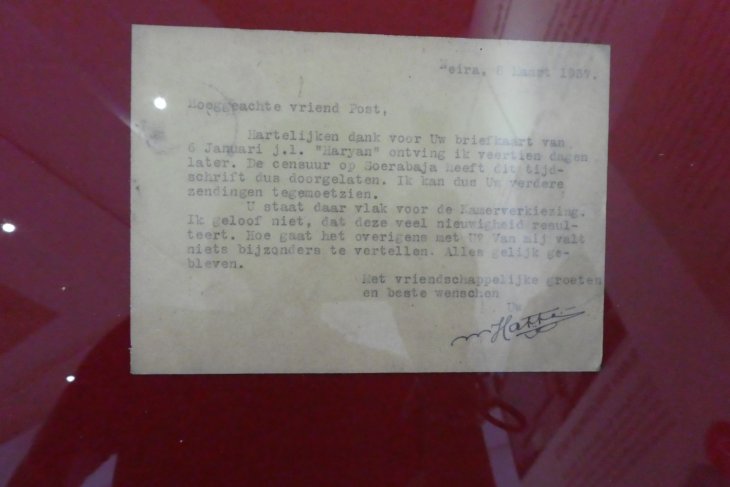 Neira, 8 Maart 1937.
Hooggeachte vriend Post,
Hartelijken dank voor Uw briefkaart van
6 Januari j.l. "Maryan" ontving ik veertien dagen
later. De censuur op Soerabaja heeft dit tijd-
schrift dus doorgelaten. Ik kan dus Uw verdere
zendingen tegemoetzien.
U staat daar vlak voor de Kamerverkiezing.
Ik geloof niet, dat deze veel nieuwigheid resul-
teert. Hoe gaat het overigens met U? Van mij valt
niets bijzonders te vertellen. Alles gelijk ge-
bleven.
Met vriendschappelijke groeten
en beste wenschen
Uw
M Hatta